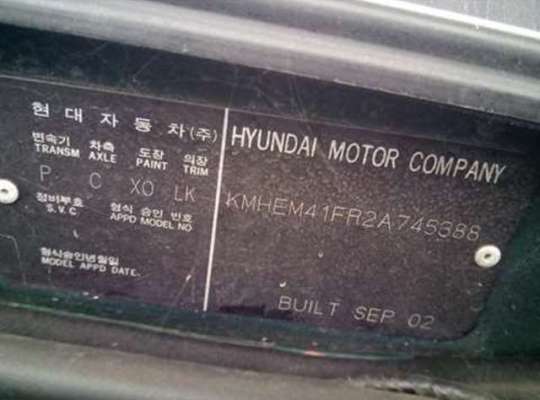 현대자동차(주)
변속기 차축 도장 의장
TRANSM AXLE PAINT TRIM
P C XO LK
정비부호 형식 승인 번호
S.V.C APPD MODEL NO
형식승인년월일
MODEL APPD DATE.
HYUNDAI MOTOR COMPANY
KMHEM41FR2A745388
BUILT SEP 02